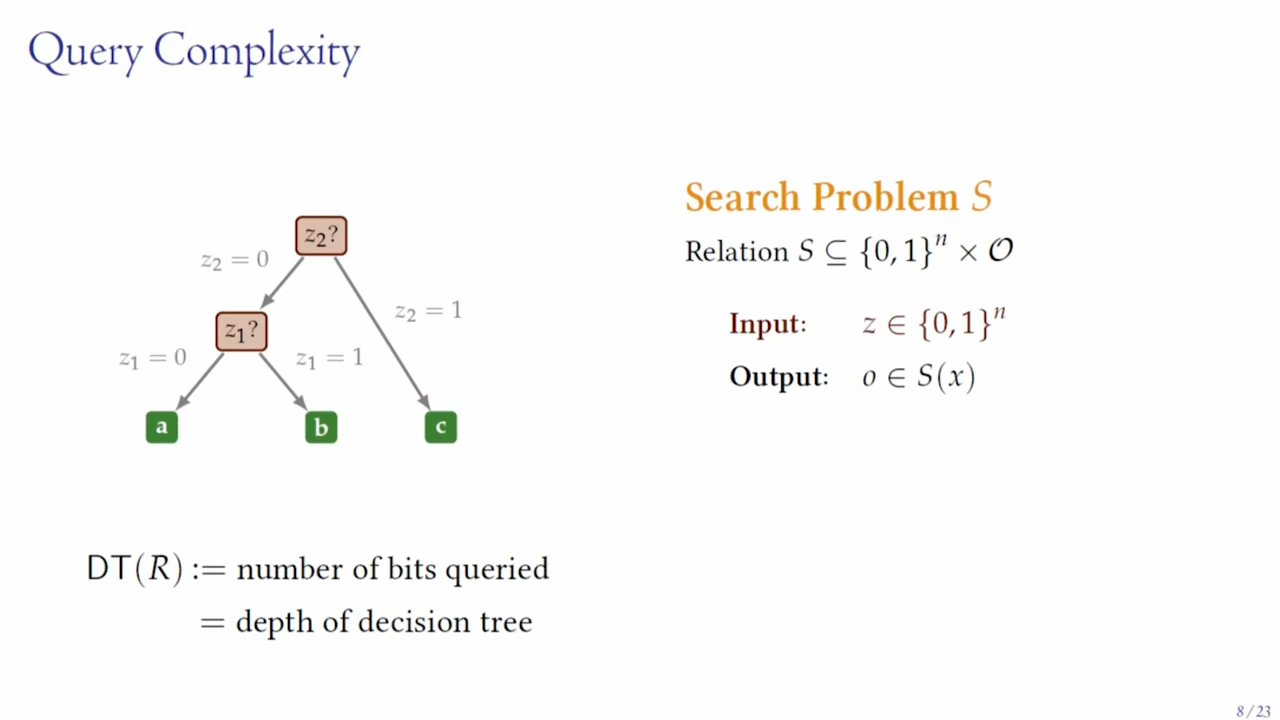 Query Complexity
z₂?
z₂ = 0
z₂ = 1
z₁?
z₁ = 0
z₁ = 1
a
b
c
DT(R) := number of bits queried
= depth of decision tree
Search Problem S
Relation S ⊆ {0, 1}ⁿ × 𝒪
Input: z ∈ {0, 1}ⁿ
Output: o ∈ S(x)
8 / 23